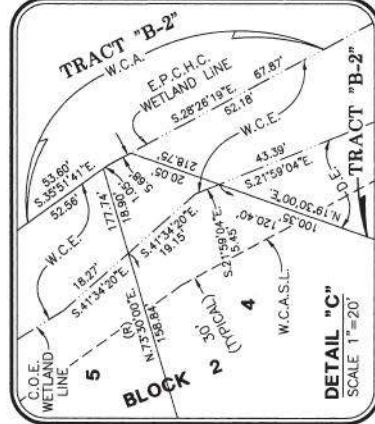 TRACT "B-2"
W.C.A.
E.P.C.H.C.
WETLAND LINE
S.28°26'19"E.
67.87'
62.18'
53.60'
S.35°51'41"E.
52.56'
W.C.E.
W.C.E.
5.88'
18.90'
20.05'
218.75'
177.74'
18.27'
S.41°34'20"E.
S.41°34'20"E.
19.15'
43.39'
S.21°59'04"E.
S.21°59'04"E.
5.45'
W.C.E.
C.O.E.
WETLAND
LINE
(R)
N.73°30'00"E.
158.84'
100.35'
N.19°30'00"E.
120.40'
D.E.
TRACT "B-2"
5
BLOCK 2
30'
(TYPICAL)
4
W.C.A.S.L.
DETAIL "C"
SCALE 1"=20'